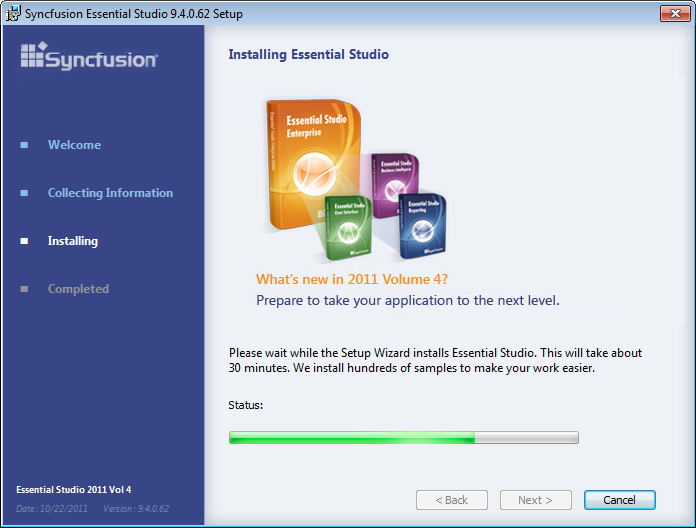 Syncfusion Essential Studio 9.4.0.62 Setup
Syncfusion
Welcome
Collecting Information
Installing
Completed
Essential Studio 2011 Vol 4
Date : 10/22/2011 Version : 9.4.0.62
Installing Essential Studio
Essential Studio
Enterprise
Essential Studio
Business Intelligence
Essential Studio
User Interface
Essential Studio
Reporting
What's new in 2011 Volume 4?
Prepare to take your application to the next level.
Please wait while the Setup Wizard installs Essential Studio. This will take about
30 minutes. We install hundreds of samples to make your work easier.
Status:
< Back
Next >
Cancel